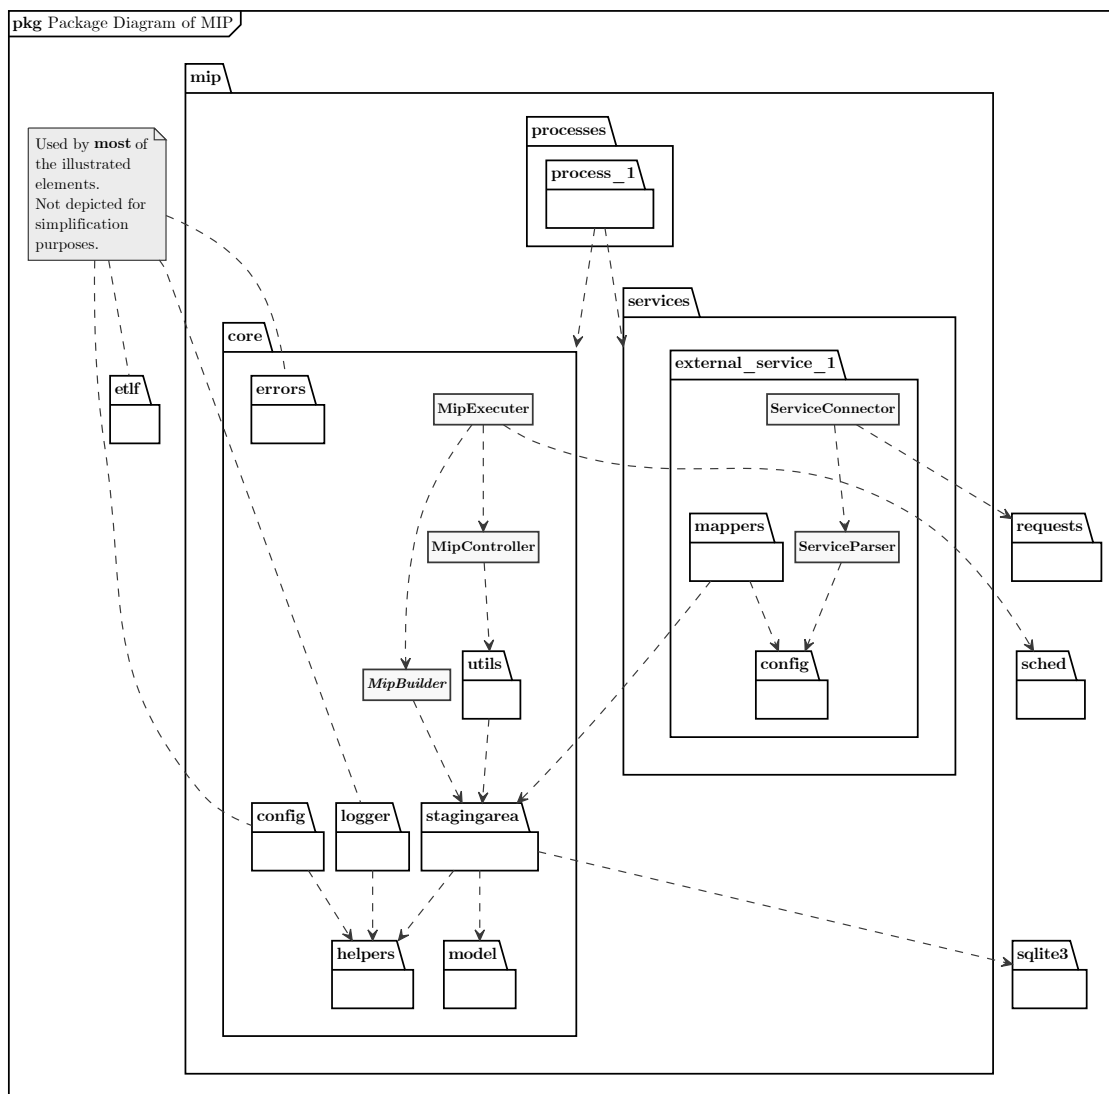 pkg Package Diagram of MIP
mip
processes
process_1
Used by most of
the illustrated
elements.
Not depicted for
simplification
purposes.
services
core
external_service_1
etlf
errors
MipExecuter
ServiceConnector
mappers
requests
MipController
ServiceParser
utils
config
sched
MipBuilder
config
logger
stagingarea
helpers
model
sqlite3